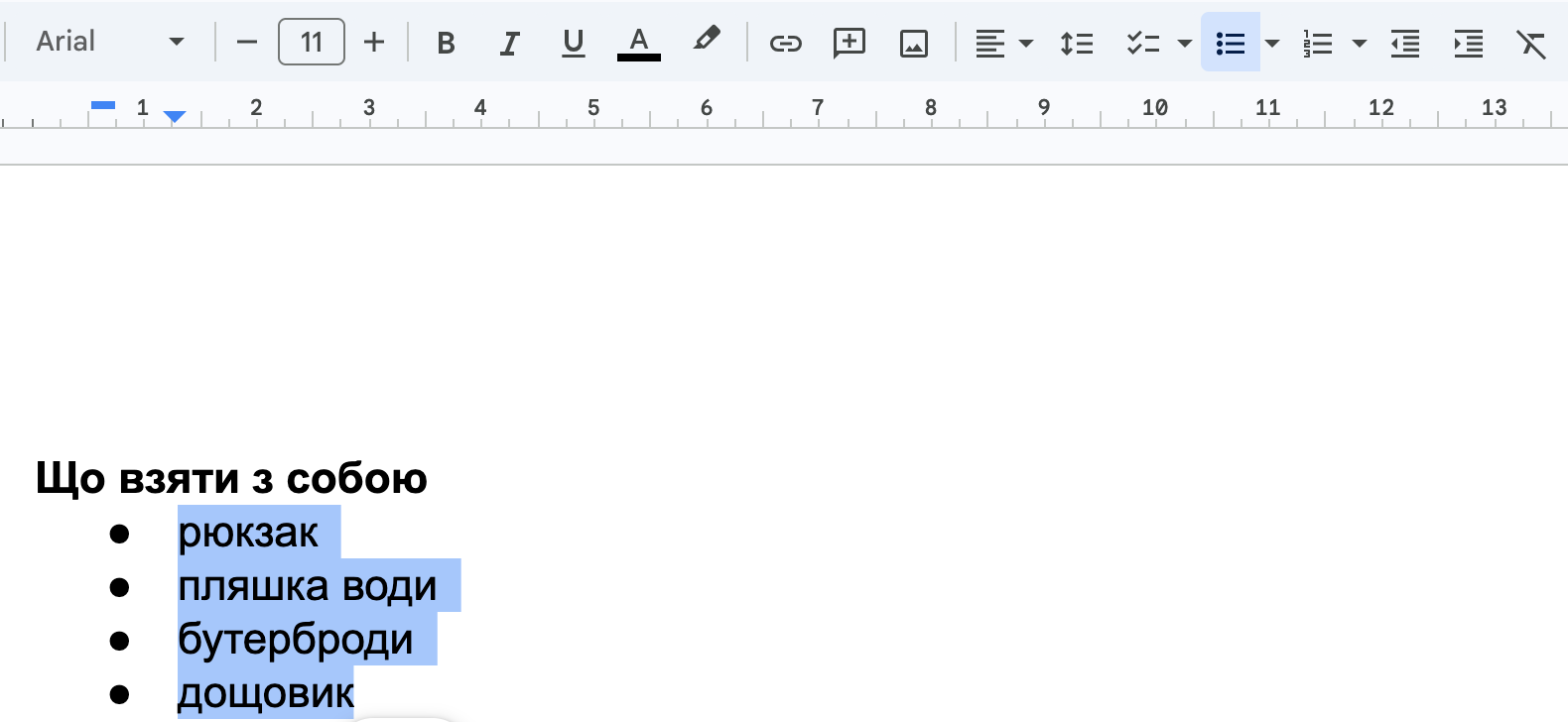 Arial − 11 + B I U A
1 2 3 4 5 6 7 8 9 10 11 12 13
Що взяти з собою
● рюкзак
● пляшка води
● бутерброди
● дощовик